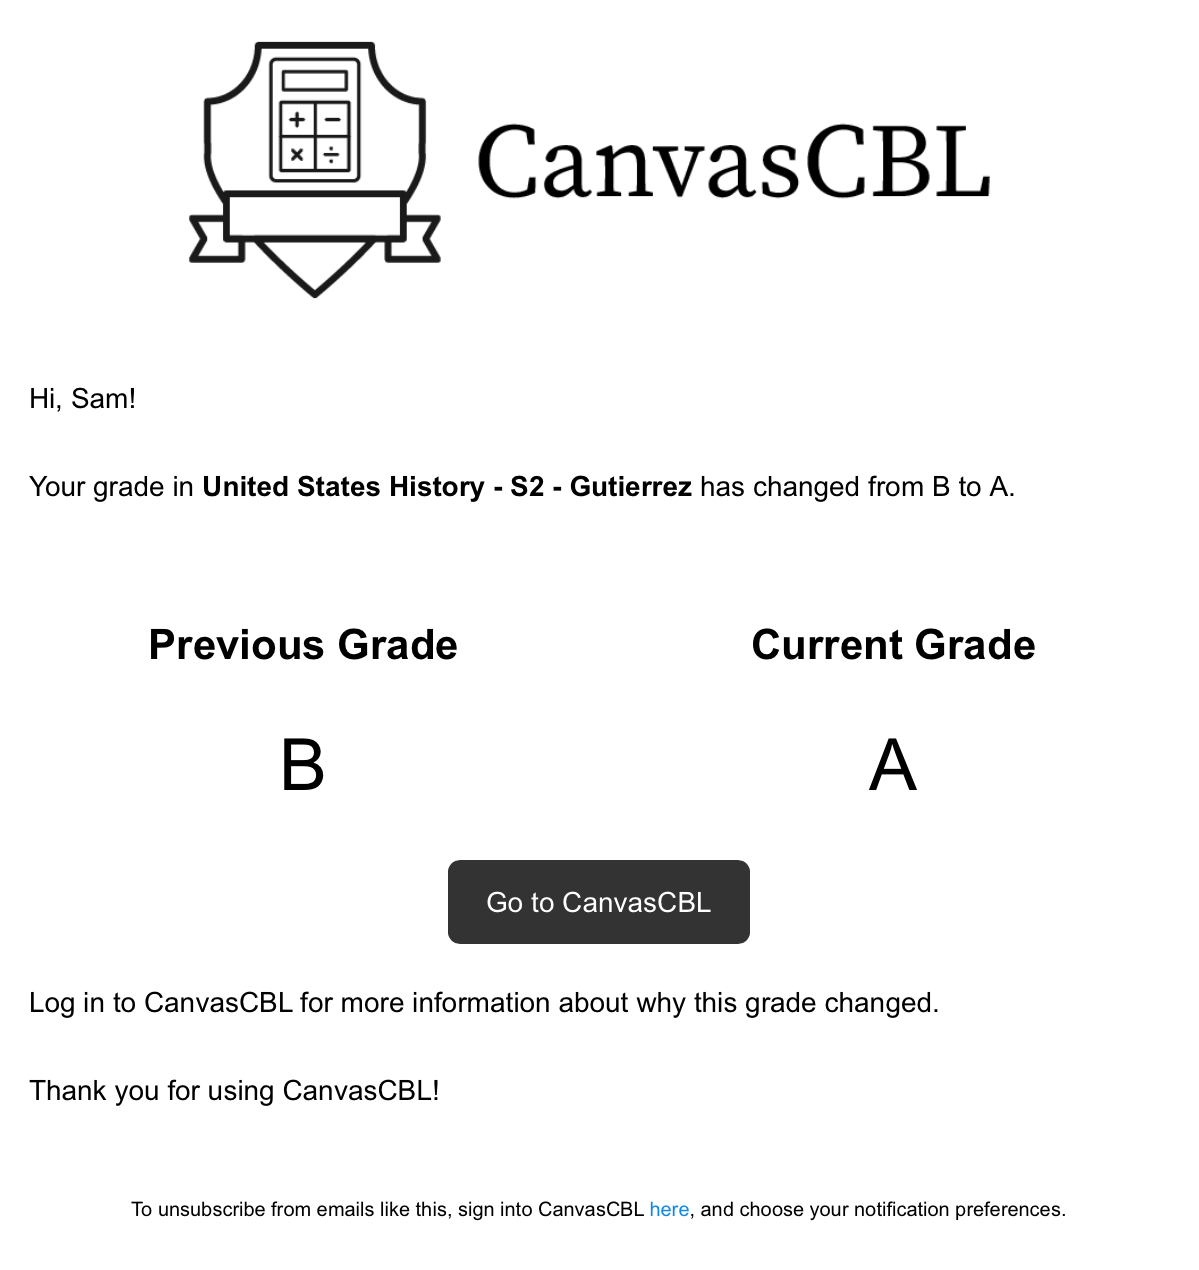 CanvasCBL
Hi, Sam!
Your grade in United States History - S2 - Gutierrez has changed from B to A.
Previous Grade
Current Grade
B
A
Go to CanvasCBL
Log in to CanvasCBL for more information about why this grade changed.
Thank you for using CanvasCBL!
To unsubscribe from emails like this, sign into CanvasCBL here, and choose your notification preferences.